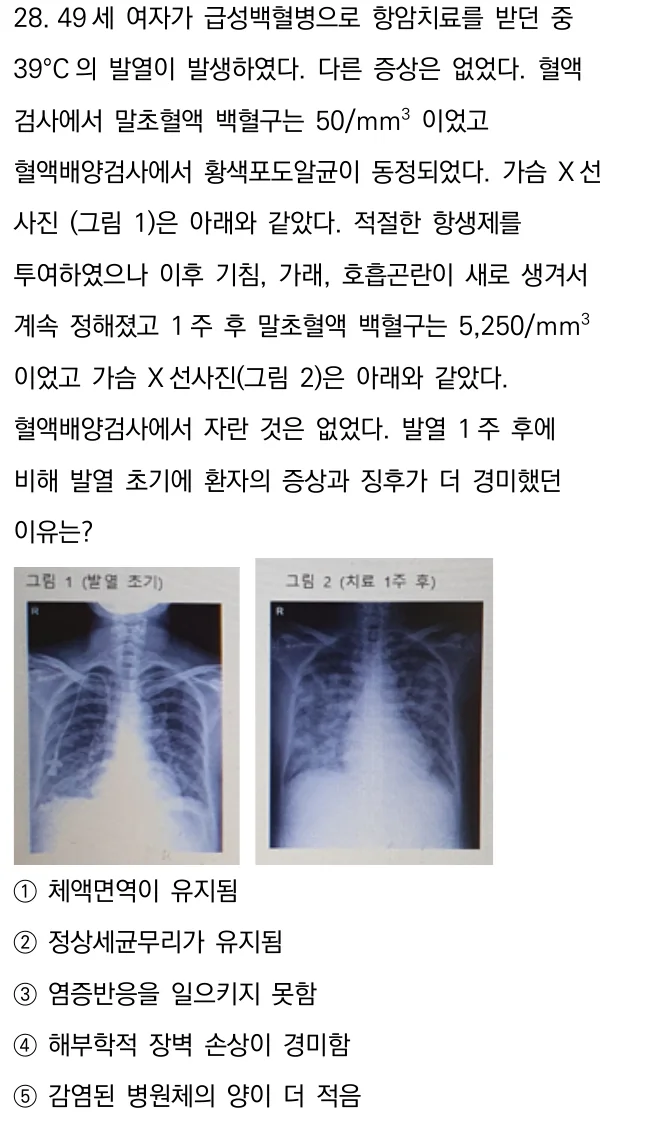 28. 49세 여자가 급성백혈병으로 항암치료를 받던 중
39°C의 발열이 발생하였다. 다른 증상은 없었다. 혈액
검사에서 말초혈액 백혈구는 50/mm³ 이었고
혈액배양검사에서 황색포도알균이 동정되었다. 가슴 X선
사진 (그림 1)은 아래와 같았다. 적절한 항생제를
투여하였으나 이후 기침, 가래, 호흡곤란이 새로 생겨서
계속 정해졌고 1주 후 말초혈액 백혈구는 5,250/mm³
이었고 가슴 X선사진(그림 2)은 아래와 같았다.
혈액배양검사에서 자란 것은 없었다. 발열 1주 후에
비해 발열 초기에 환자의 증상과 징후가 더 경미했던
이유는?
그림 1 (발열 초기)
R
그림 2 (치료 1주 후)
R
① 체액면역이 유지됨
② 정상세균무리가 유지됨
③ 염증반응을 일으키지 못함
④ 해부학적 장벽 손상이 경미함
⑤ 감염된 병원체의 양이 더 적음